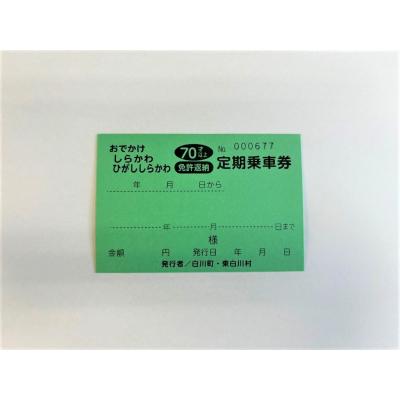 おでかけ
しらかわ
ひがししらかわ
70才以上
免許返納
No. 000677
定期乗車券
年 月 日から
年 月 日まで
様
金額 円 発行日 年 月 日
発行者／白川町・東白川村